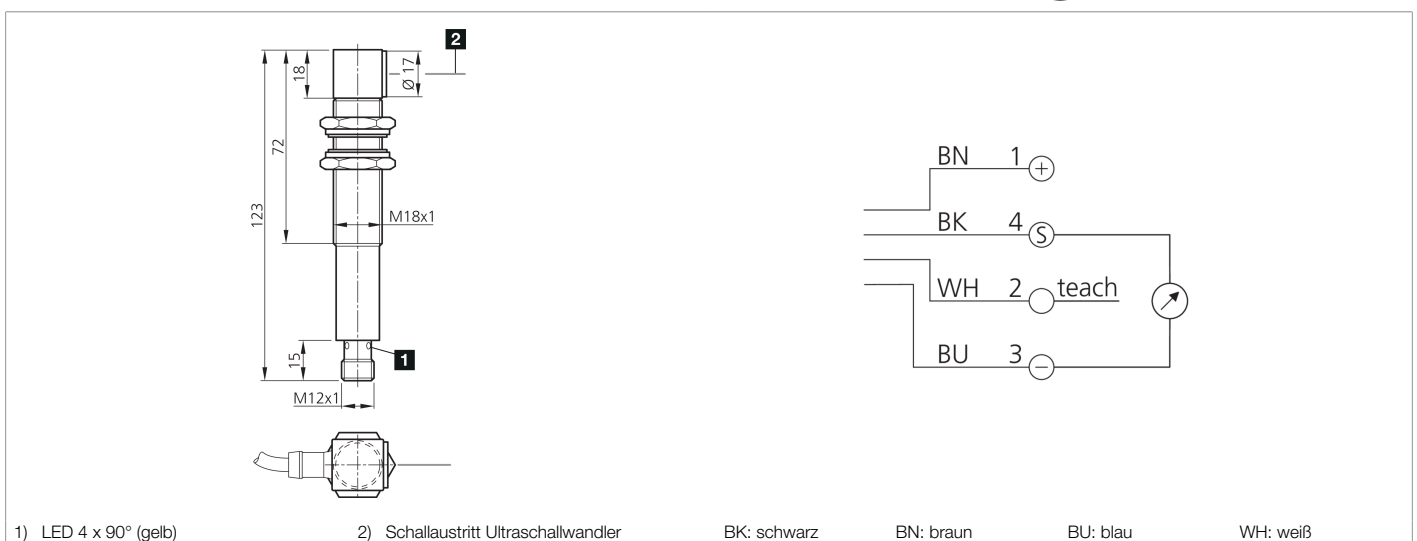 2
18
Ø 17
72
123
M18x1
15
1
M12x1
BN 1 +
BK 4 S
WH 2 teach
BU 3 −
1) LED 4 x 90° (gelb) 2) Schallaustritt Ultraschallwandler BK: schwarz BN: braun BU: blau WH: weiß